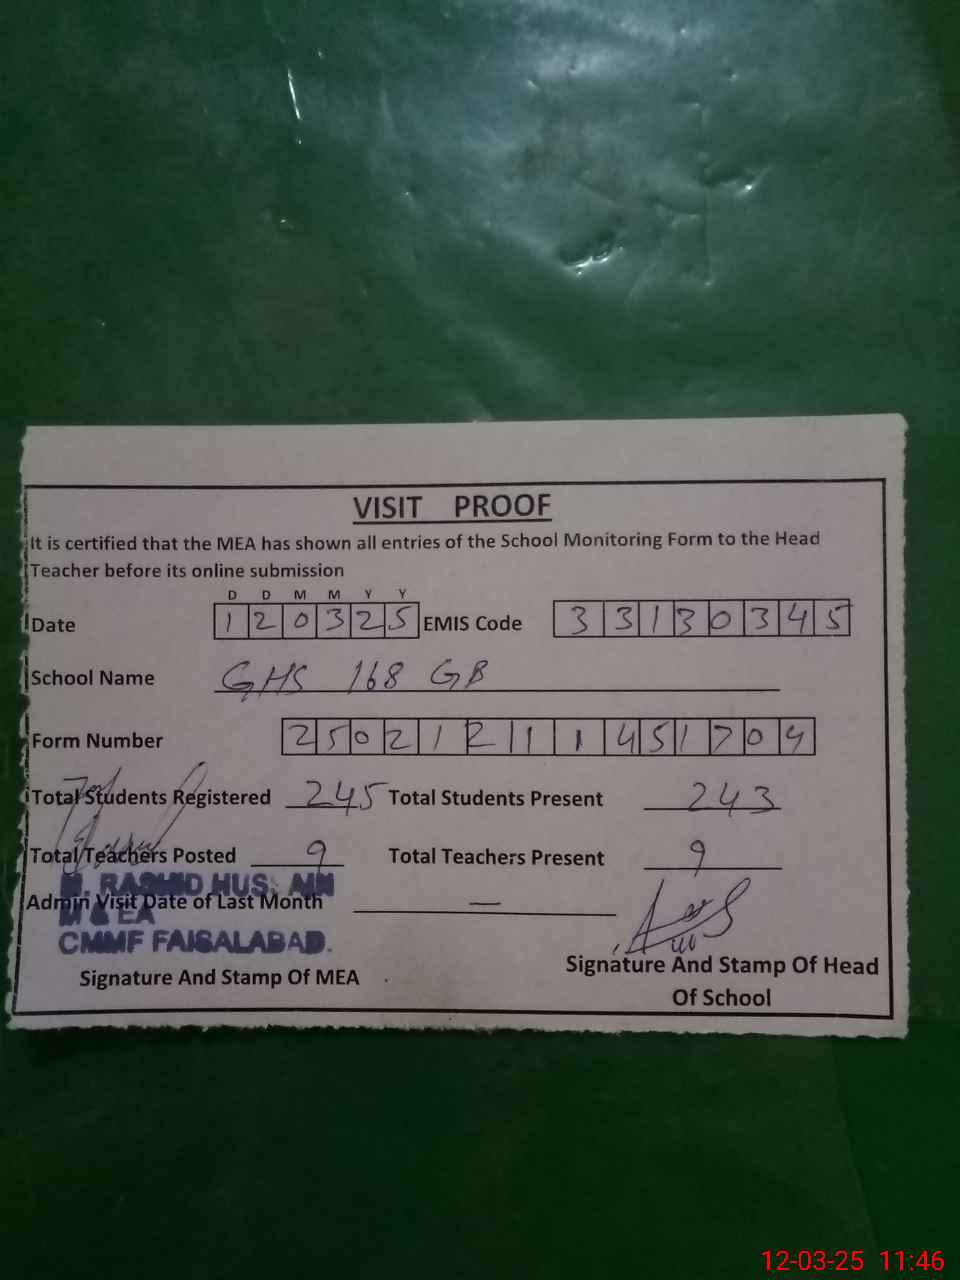 VISIT PROOF
It is certified that the MEA has shown all entries of the School Monitoring Form to the Head
Teacher before its online submission
D D M M Y Y
Date 120325 EMIS Code 33130345
School Name GHS 168 GB
Form Number 250212111451704
Total Students Registered 245 Total Students Present 243
Total Teachers Posted 9 Total Teachers Present 9
M. RASHID HUSAIN
Admin Visit Date of Last Month —
M & EA
CMMF FAISALABAD.
Signature And Stamp Of MEA
Signature And Stamp Of Head
Of School
12-03-25 11:46